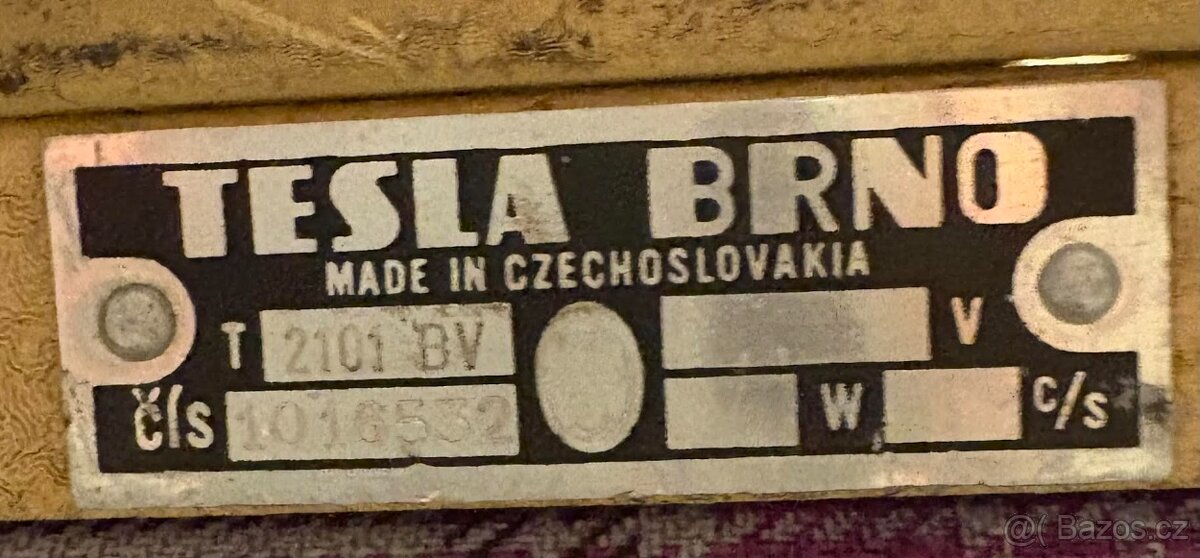 TESLA BRNO
MADE IN CZECHOSLOVAKIA
T 2101 BV V
Č/s 1016532 W c/s
@( Bazos.cz